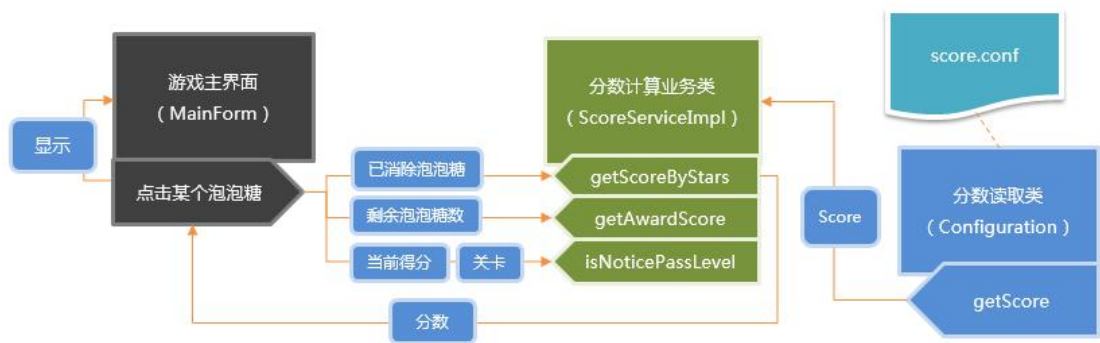 游戏主界面
（MainForm）
显示
点击某个泡泡糖
已消除泡泡糖
剩余泡泡糖数
当前得分
关卡
分数
分数计算业务类
（ScoreServiceImpl）
getScoreByStars
getAwardScore
isNoticePassLevel
Score
score.conf
分数读取类
（Configuration）
getScore